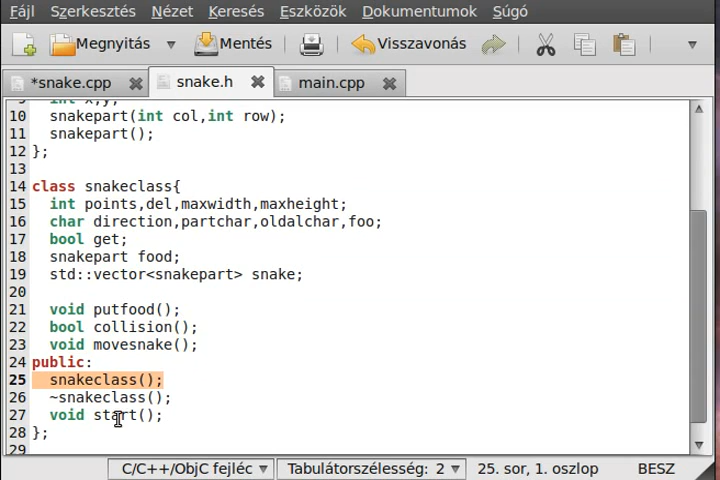 Fájl Szerkesztés Nézet Keresés Eszközök Dokumentumok Súgó
Megnyitás Mentés Visszavonás
*snake.cpp snake.h main.cpp
9 int x,y;
10 snakepart(int col,int row);
11 snakepart();
12 };
13
14 class snakeclass{
15 int points,del,maxwidth,maxheight;
16 char direction,partchar,oldalchar,foo;
17 bool get;
18 snakepart food;
19 std::vector<snakepart> snake;
20
21 void putfood();
22 bool collision();
23 void movesnake();
24 public:
25 snakeclass();
26 ~snakeclass();
27 void start();
28 };
29
C/C++/ObjC fejléc Tabulátorszélesség: 2 25. sor, 1. oszlop BESZ